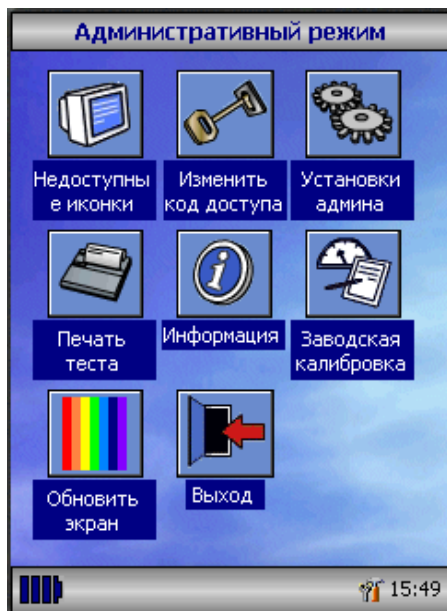 Административный режим
Недоступны
е иконки
Изменить
код доступа
Установки
админа
Печать
теста
Информация
Заводская
калибровка
Обновить
экран
Выход
15:49